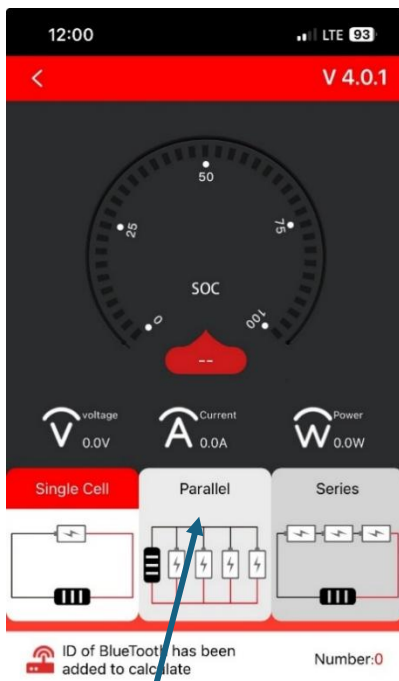 12:00
LTE 93
V 4.0.1
50
25
75
SOC
0
100
--
voltage
V 0.0V
Current
A 0.0A
Power
W 0.0W
Single Cell
Parallel
Series
ID of BlueTooth has been
added to calculate
Number:0